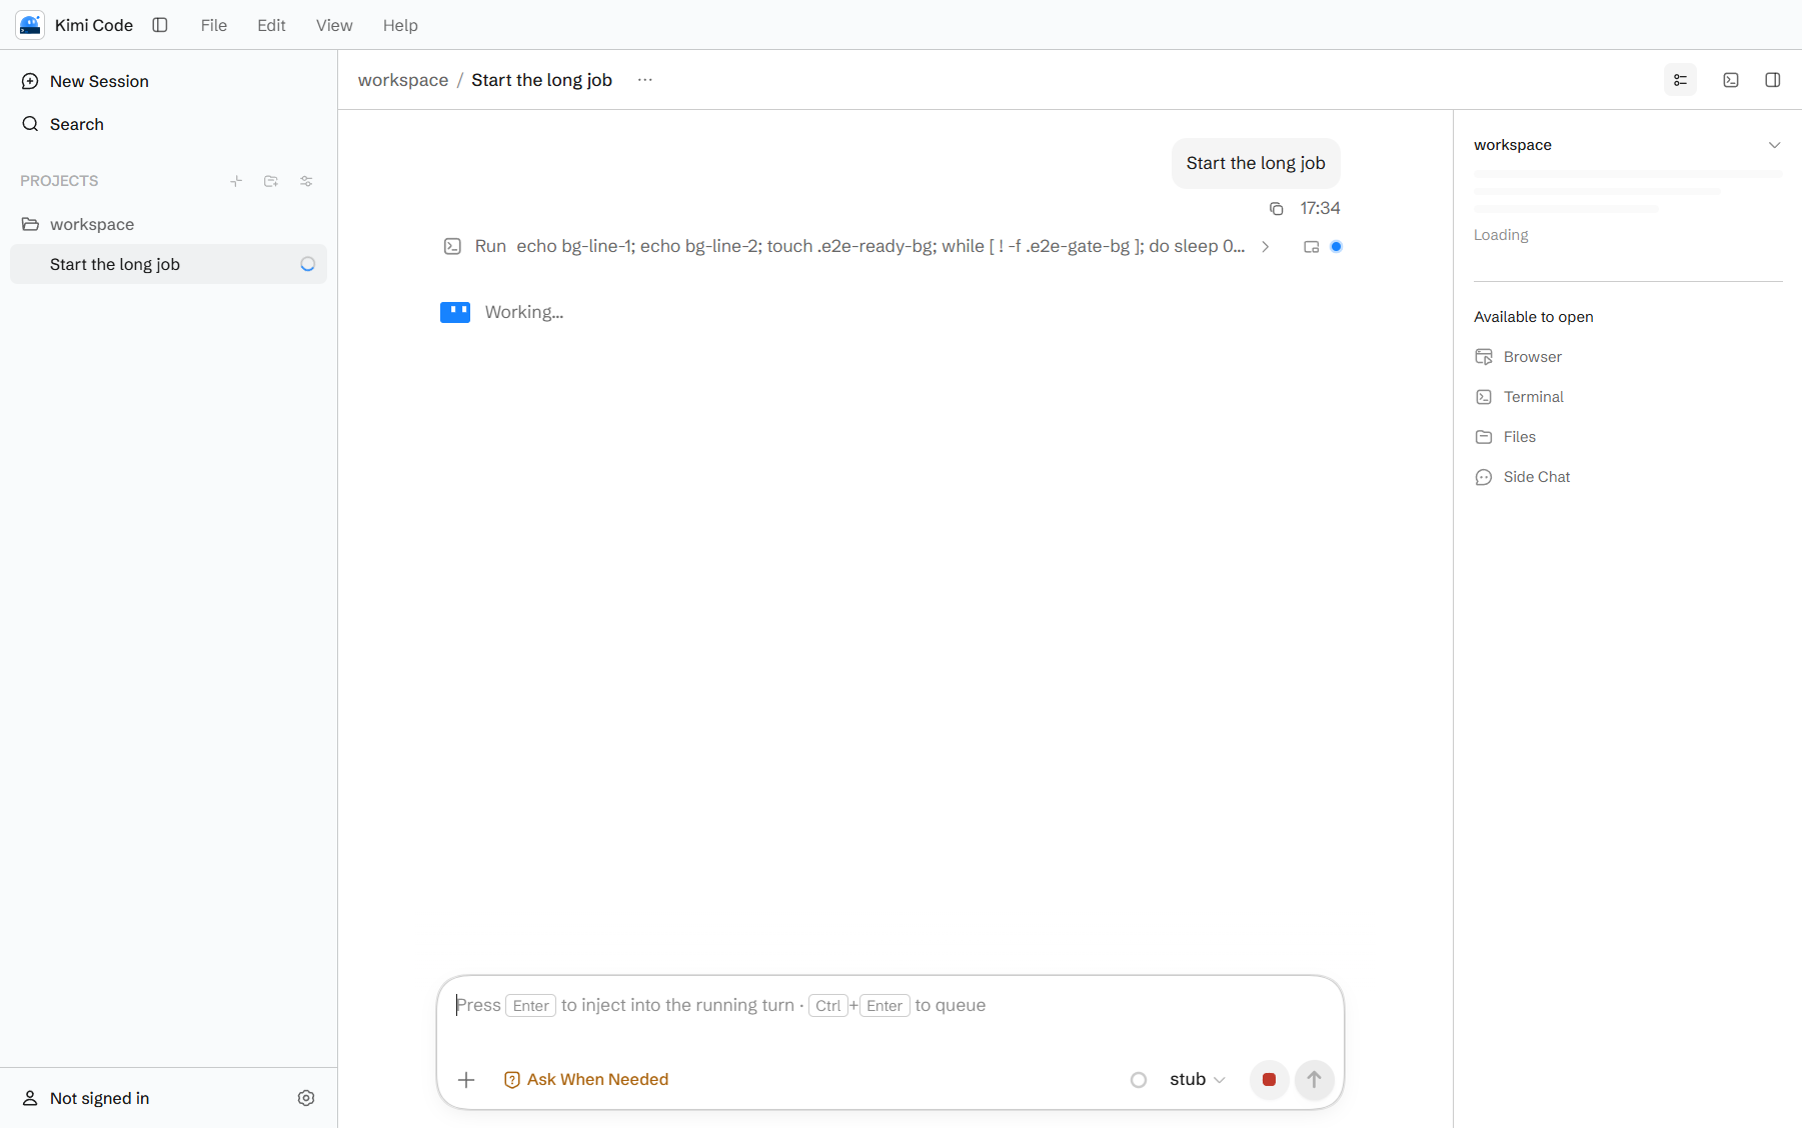 Kimi Code File Edit View Help
New Session
Search
PROJECTS
workspace
Start the long job
Not signed in
workspace / Start the long job ···
Start the long job
17:34
Run echo bg-line-1; echo bg-line-2; touch .e2e-ready-bg; while [ ! -f .e2e-gate-bg ]; do sleep 0...
Working...
Press Enter to inject into the running turn · Ctrl+Enter to queue
Ask When Needed
stub
workspace
Loading
Available to open
Browser
Terminal
Files
Side Chat